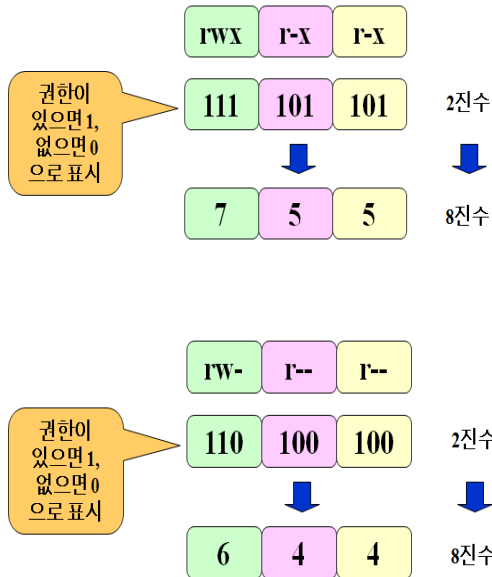 rwx r-x r-x
권한이
있으면 1,
없으면 0
으로 표시
111 101 101 2진수
7 5 5 8진수
rw- r-- r--
권한이
있으면 1,
없으면 0
으로 표시
110 100 100 2진수
6 4 4 8진수